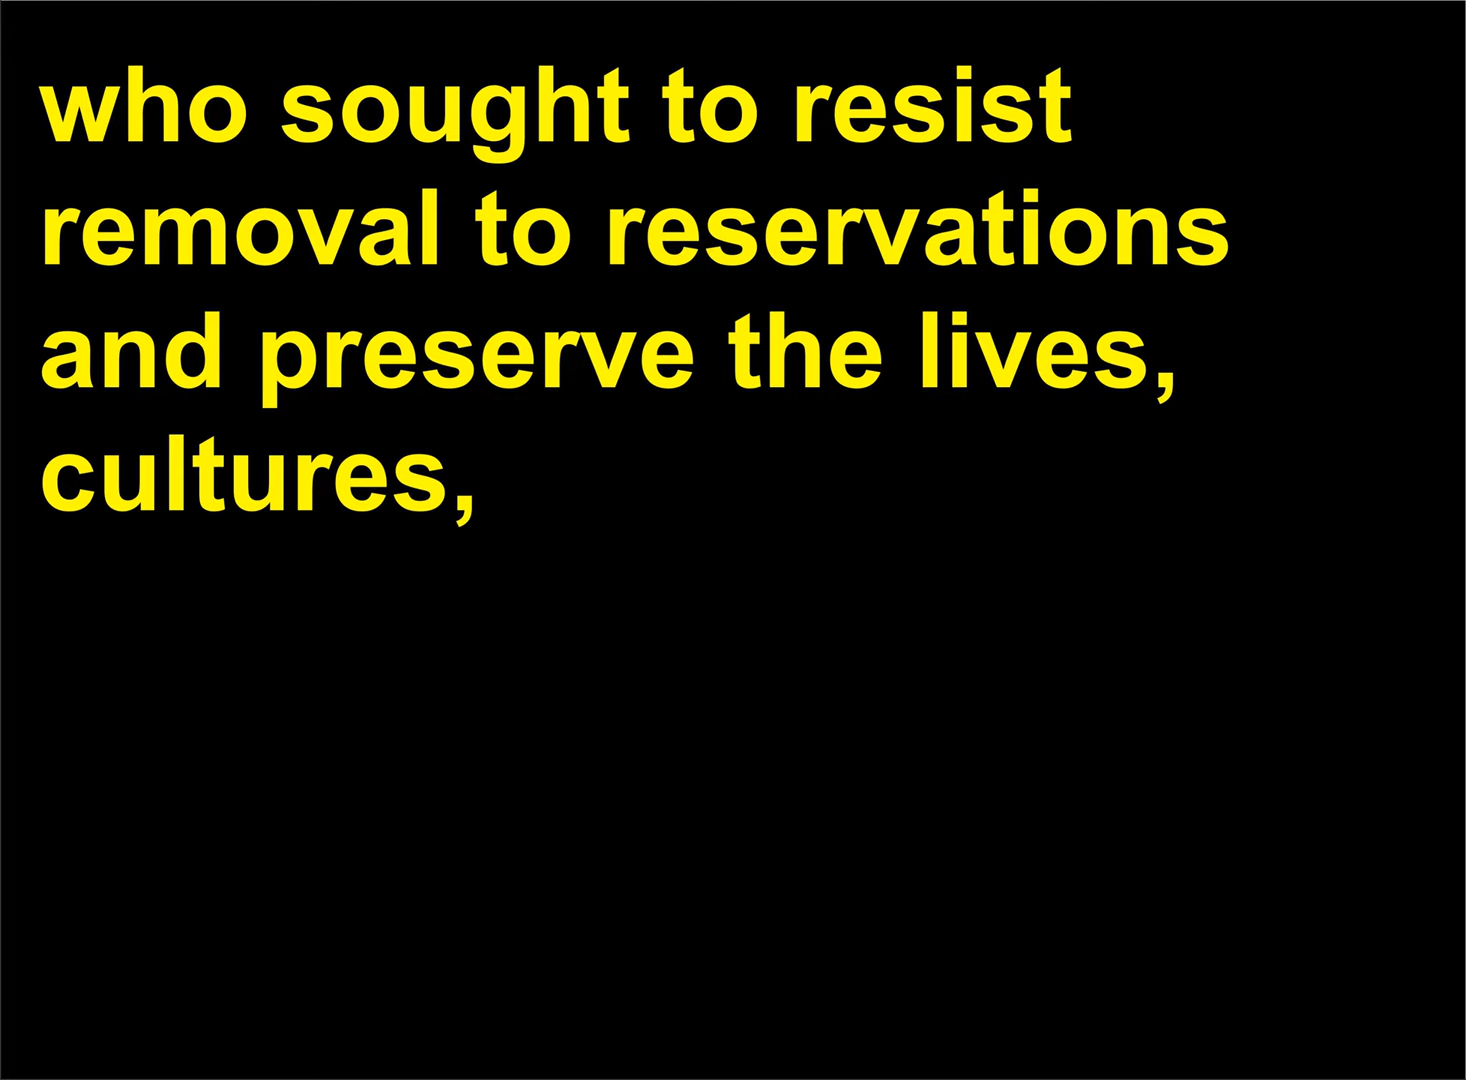 who sought to resist
removal to reservations
and preserve the lives,
cultures,